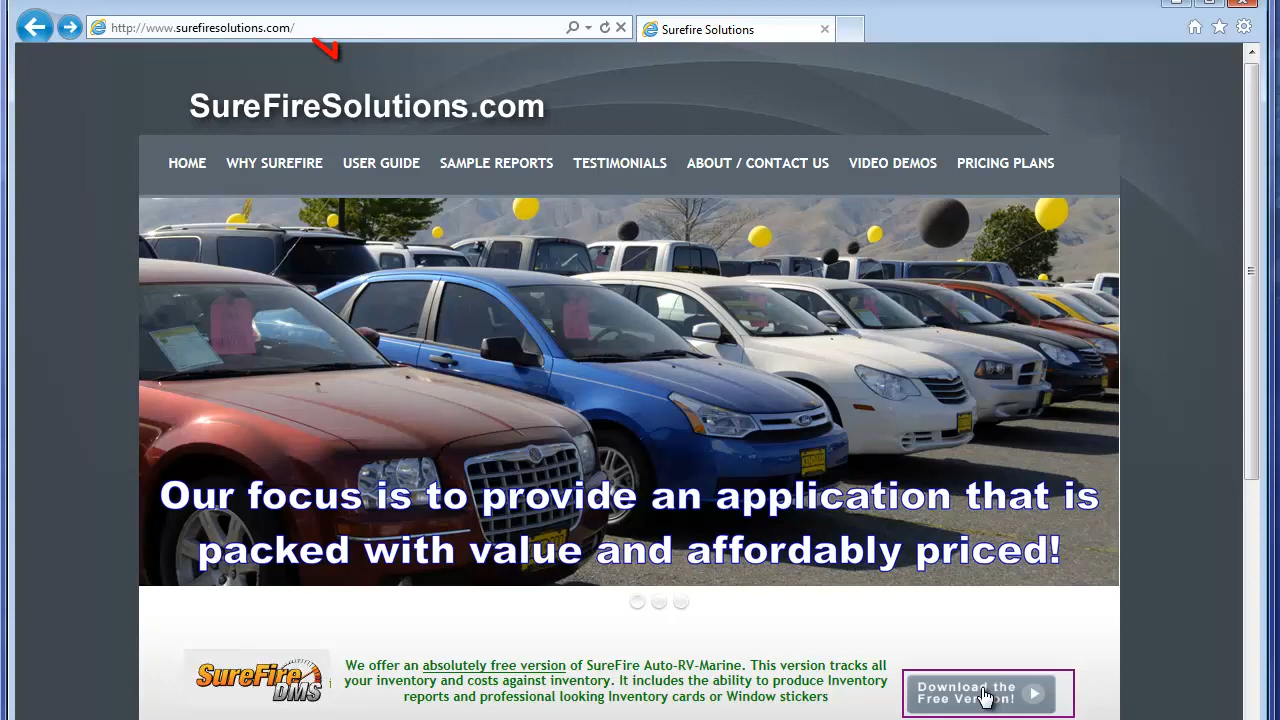 http://www.surefiresolutions.com/
Surefire Solutions
SureFireSolutions.com
HOME WHY SUREFIRE USER GUIDE SAMPLE REPORTS TESTIMONIALS ABOUT / CONTACT US VIDEO DEMOS PRICING PLANS
Our focus is to provide an application that is
packed with value and affordably priced!
SureFire
DMS
We offer an absolutely free version of SureFire Auto-RV-Marine. This version tracks all
your inventory and costs against inventory. It includes the ability to produce Inventory
reports and professional looking Inventory cards or Window stickers
Download the
Free Version!